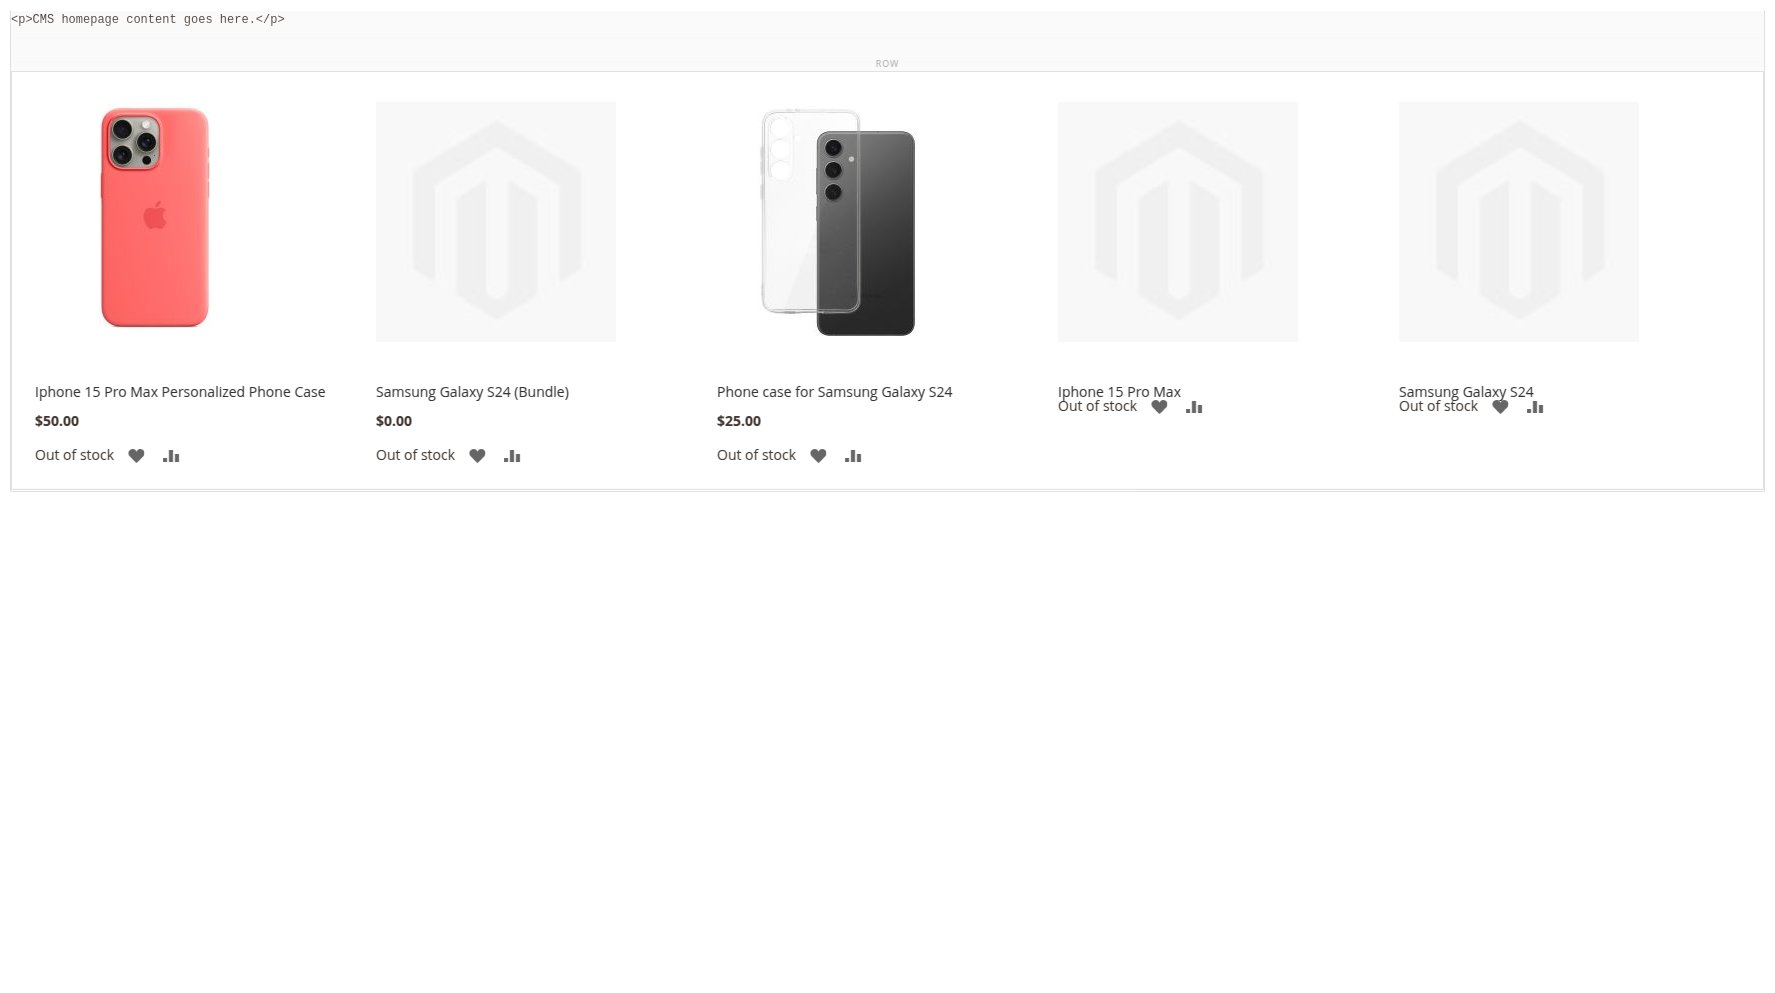 <p>CMS homepage content goes here.</p>
ROW
Iphone 15 Pro Max Personalized Phone Case
$50.00
Out of stock
Samsung Galaxy S24 (Bundle)
$0.00
Out of stock
Phone case for Samsung Galaxy S24
$25.00
Out of stock
Iphone 15 Pro Max
Out of stock
Samsung Galaxy S24
Out of stock